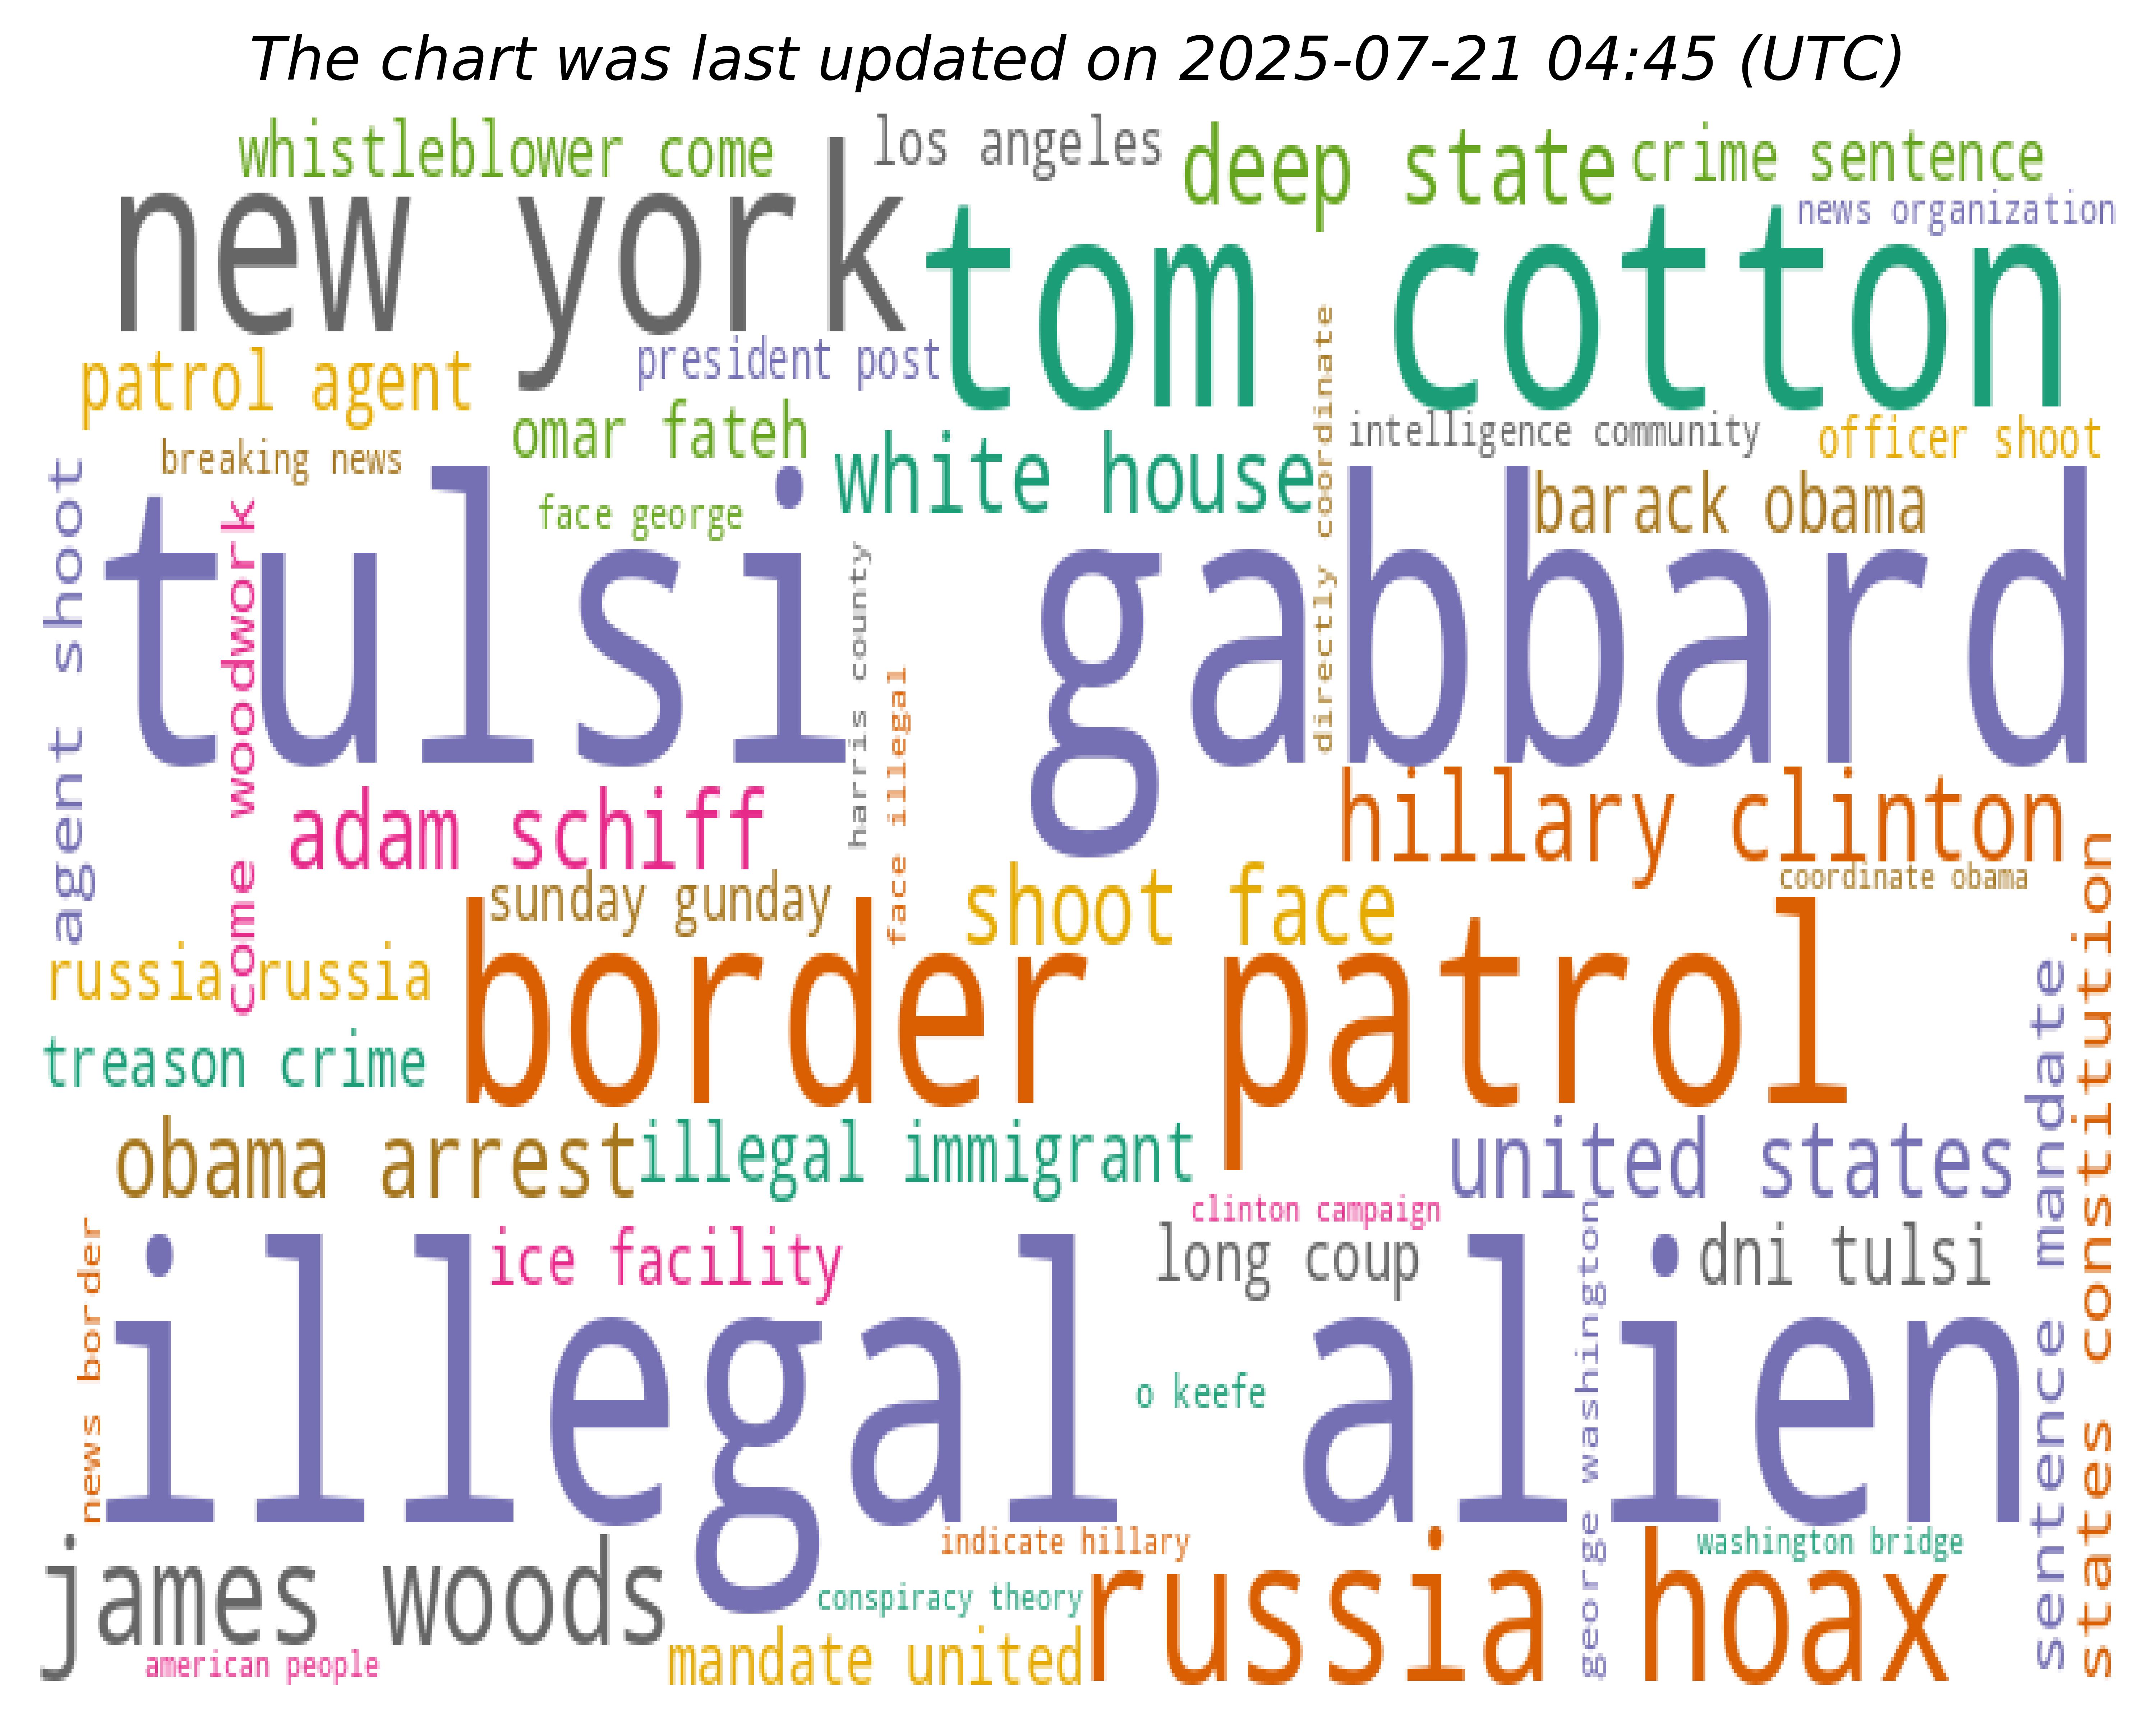 The chart was last updated on 2025-07-21 04:45 (UTC)
whistleblower come
los angeles
deep state
crime sentence
news organization
new york
tom cotton
patrol agent
president post
omar fateh
directly coordinate
intelligence community
officer shoot
breaking news
white house
barack obama
face george
agent shoot
come woodwork
tulsi gabbard
harris county
face illegal
adam schiff
hillary clinton
coordinate obama
sunday gunday
shoot face
russia russia
border patrol
treason crime
sentence mandate
states constitution
obama arrest
illegal immigrant
united states
clinton campaign
news border
ice facility
long coup
george washington
dni tulsi
illegal alien
o keefe
james woods
indicate hillary
washington bridge
conspiracy theory
russia hoax
american people
mandate united